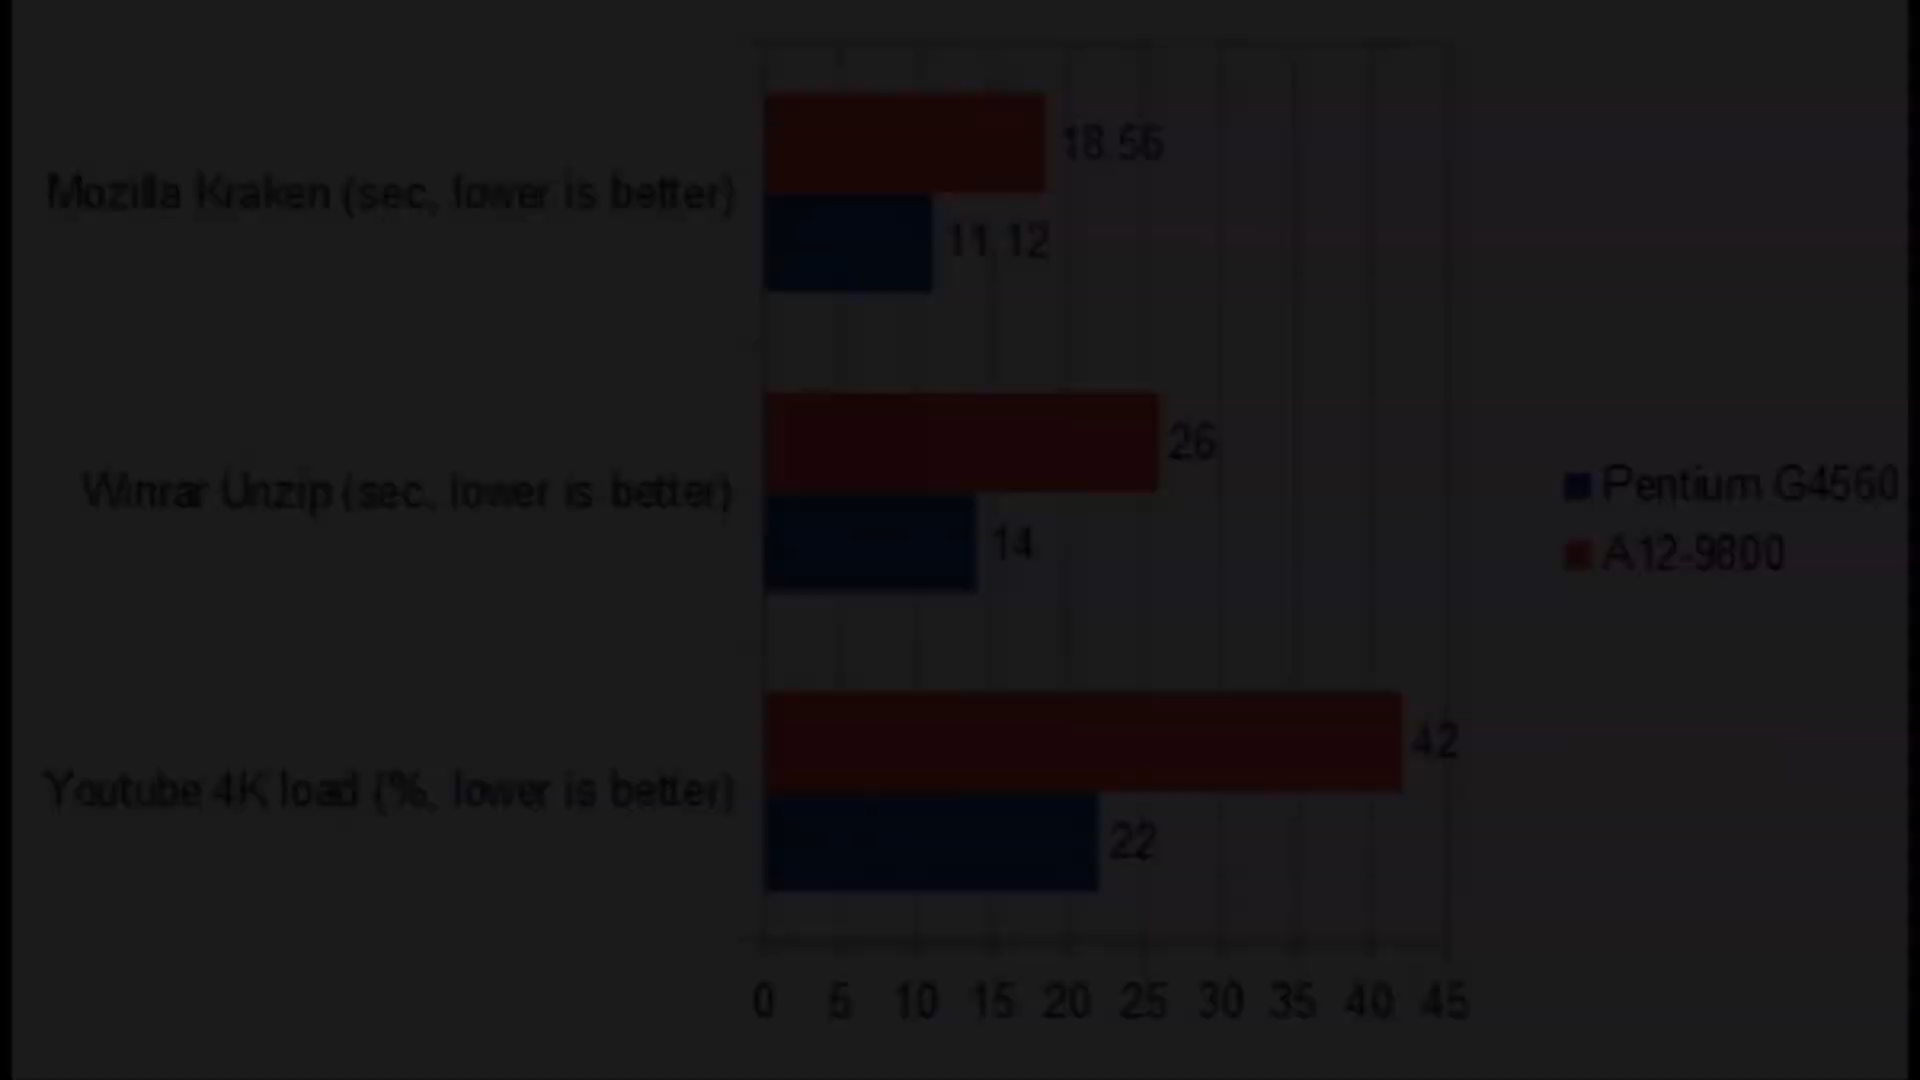 18.56
Mozilla Kraken (sec, lower is better)
11.12
26
Winrar Unzip (sec, lower is better)
14
Pentium G4560
A12-9800
42
Youtube 4K load (%, lower is better)
22
0 5 10 15 20 25 30 35 40 45